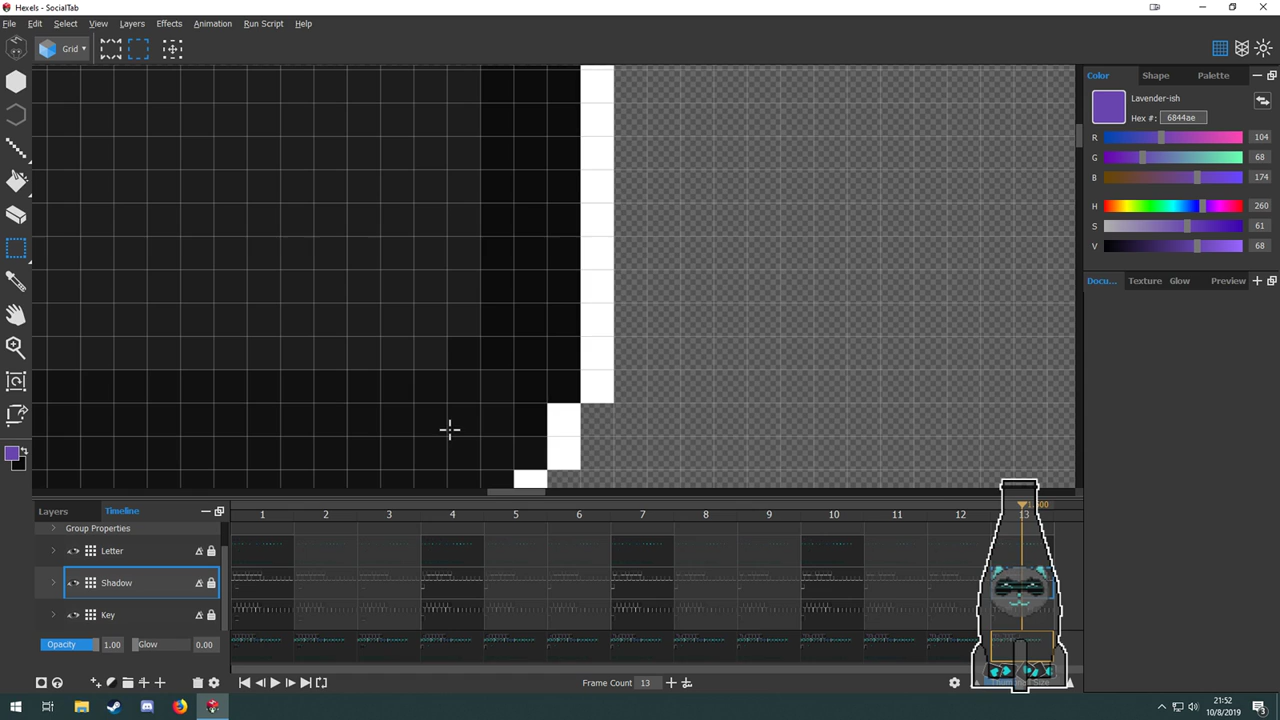 Hexels - SocialTab
File Edit Select View Layers Effects Animation Run Script Help
Grid
Color Shape Palette
Lavender-ish
Hex #: 6844ae
R 104
G 68
B 174
H 260
S 61
V 68
Docu... Texture Glow Preview
Layers Timeline
1 2 3 4 5 6 7 8 9 10 11 12 13
Group Properties
Letter
Shadow
Key
Opacity 1.00 Glow 0.00
Frame Count 13
21:52
10/8/2019
3